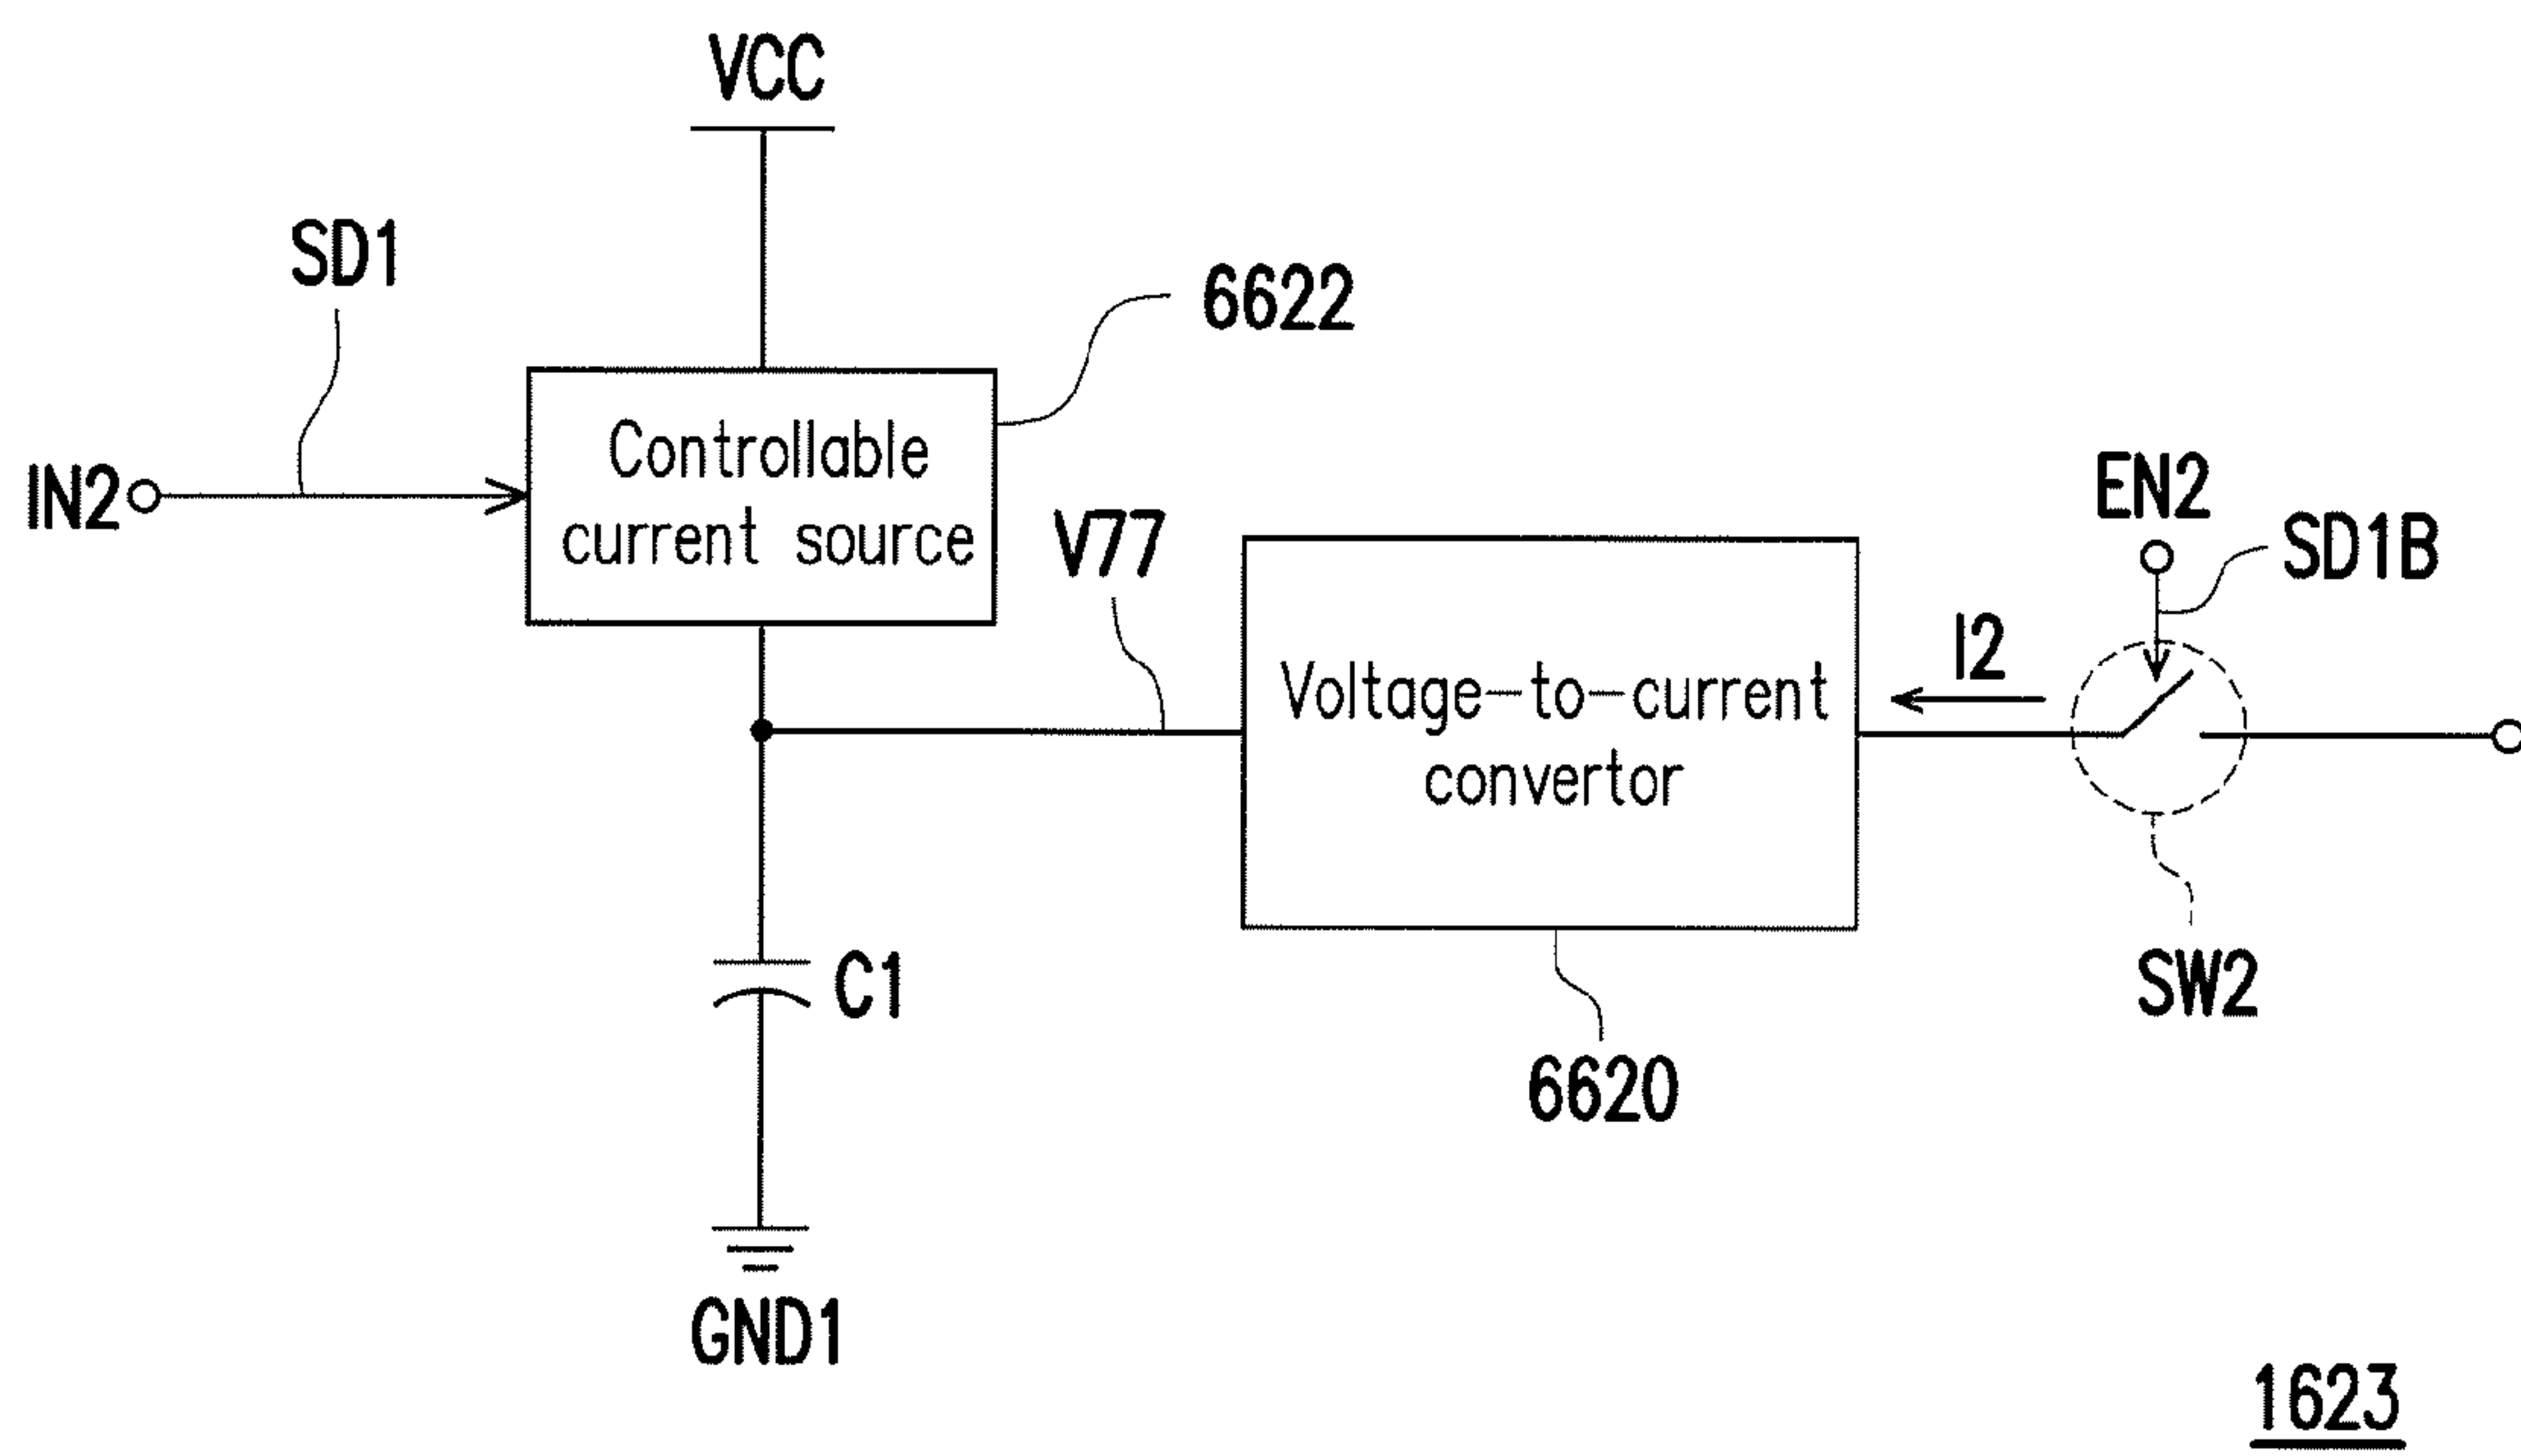 VCC
SD1
6622
Controllable
current source
IN2
V77
EN2
SD1B
I2
Voltage-to-current
convertor
C1
SW2
6620
GND1
1623